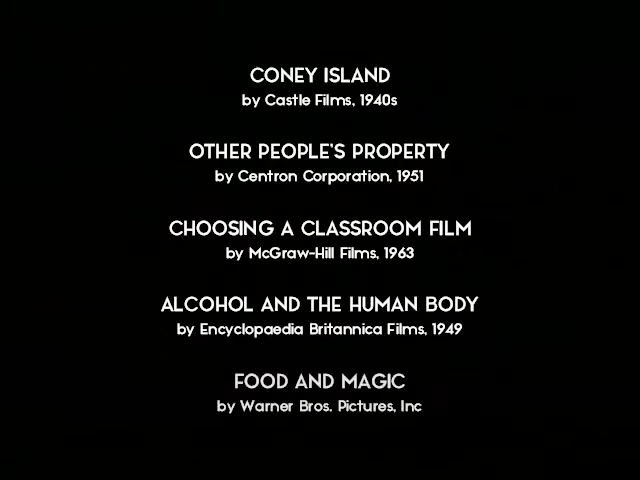 CONEY ISLAND
by Castle Films, 1940s
OTHER PEOPLE'S PROPERTY
by Centron Corporation, 1951
CHOOSING A CLASSROOM FILM
by McGraw-Hill Films, 1963
ALCOHOL AND THE HUMAN BODY
by Encyclopaedia Britannica Films, 1949
FOOD AND MAGIC
by Warner Bros. Pictures, Inc